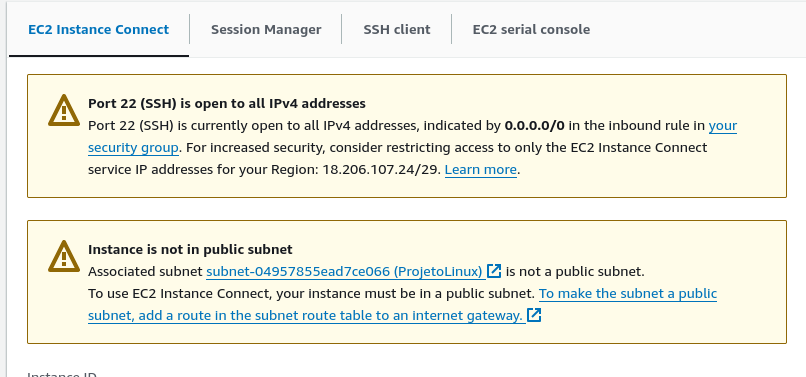 EC2 Instance Connect Session Manager SSH client EC2 serial console
Port 22 (SSH) is open to all IPv4 addresses
Port 22 (SSH) is currently open to all IPv4 addresses, indicated by 0.0.0.0/0 in the inbound rule in your
security group. For increased security, consider restricting access to only the EC2 Instance Connect
service IP addresses for your Region: 18.206.107.24/29. Learn more.
Instance is not in public subnet
Associated subnet subnet-04957855ead7ce066 (ProjetoLinux) is not a public subnet.
To use EC2 Instance Connect, your instance must be in a public subnet. To make the subnet a public
subnet, add a route in the subnet route table to an internet gateway.
Instance ID